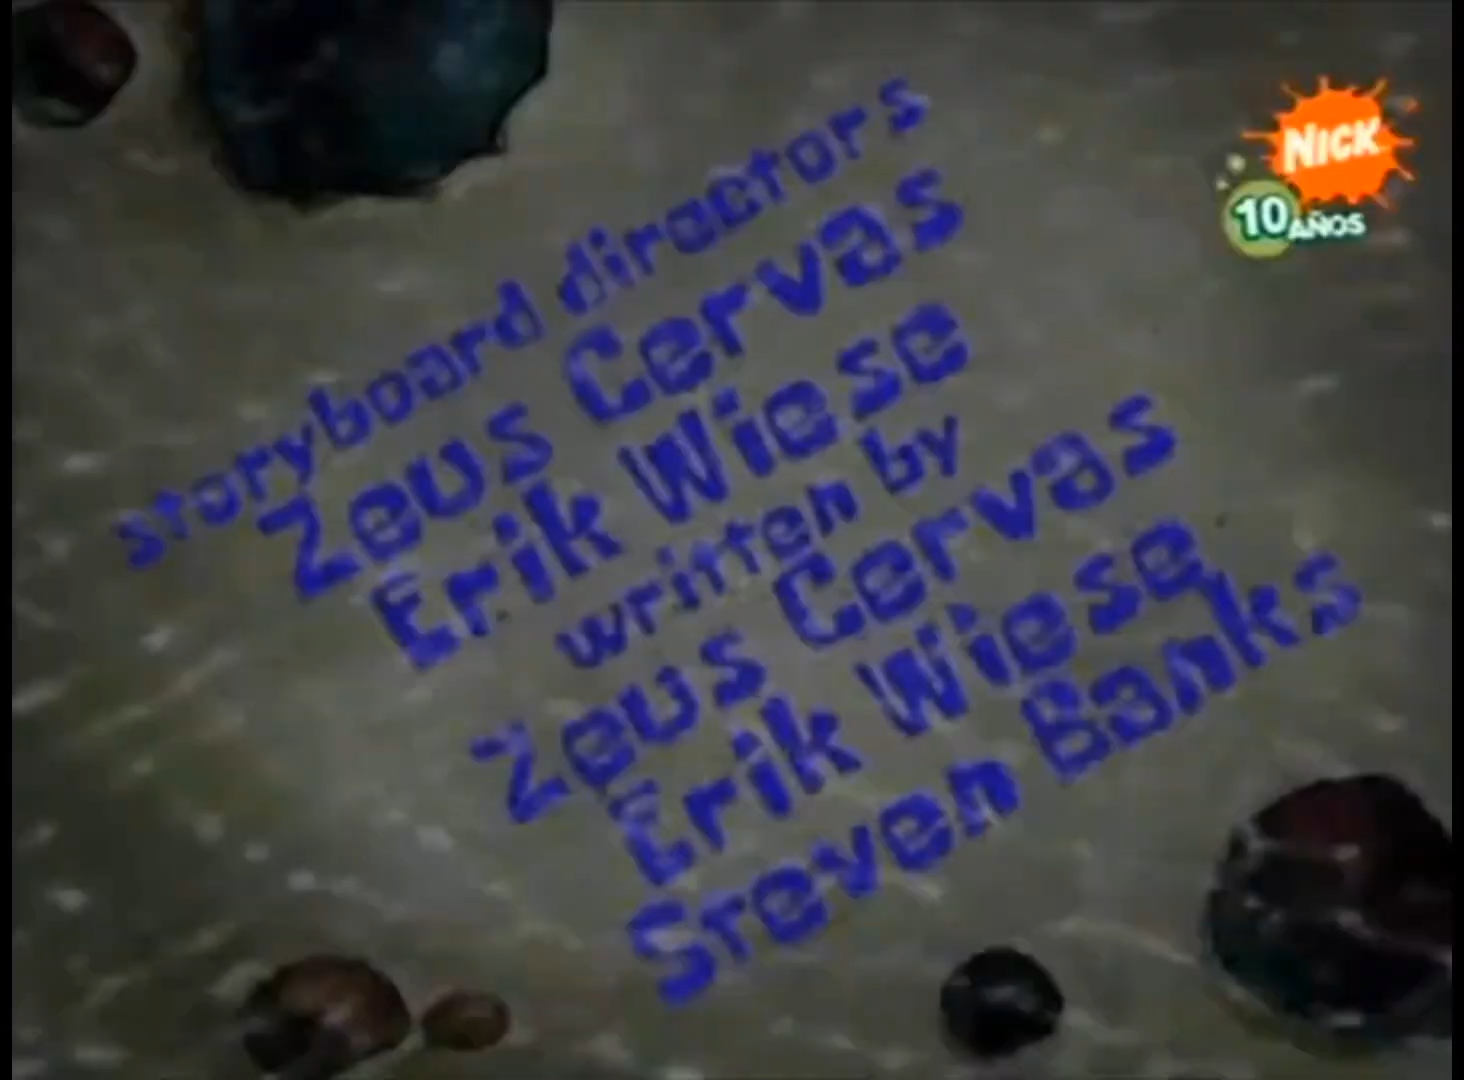 storyboard directors
Zeus Cervas
Erik Wiese
written by
Zeus Cervas
Erik Wiese
Steven Banks
NICK
10 AÑOS